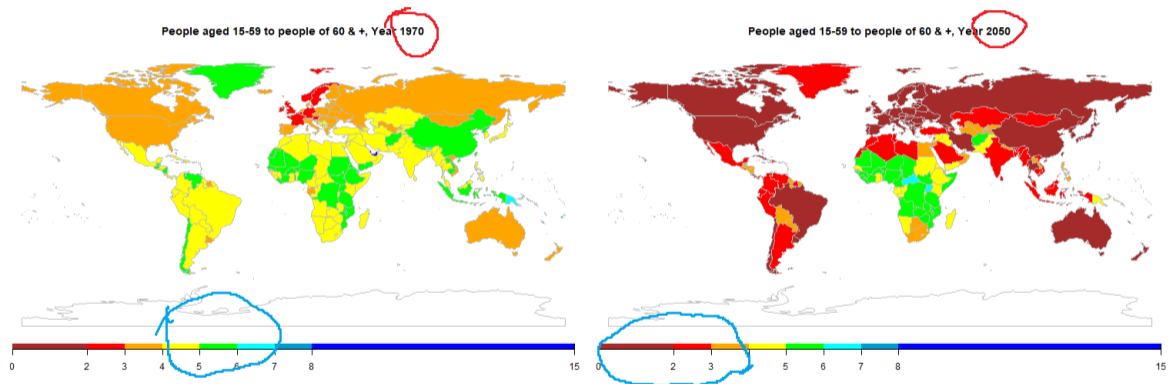 People aged 15-59 to people of 60 & +, Year 1970
0 2 3 4 5 6 7 8 15
People aged 15-59 to people of 60 & +, Year 2050
0 2 3 5 6 7 8 15